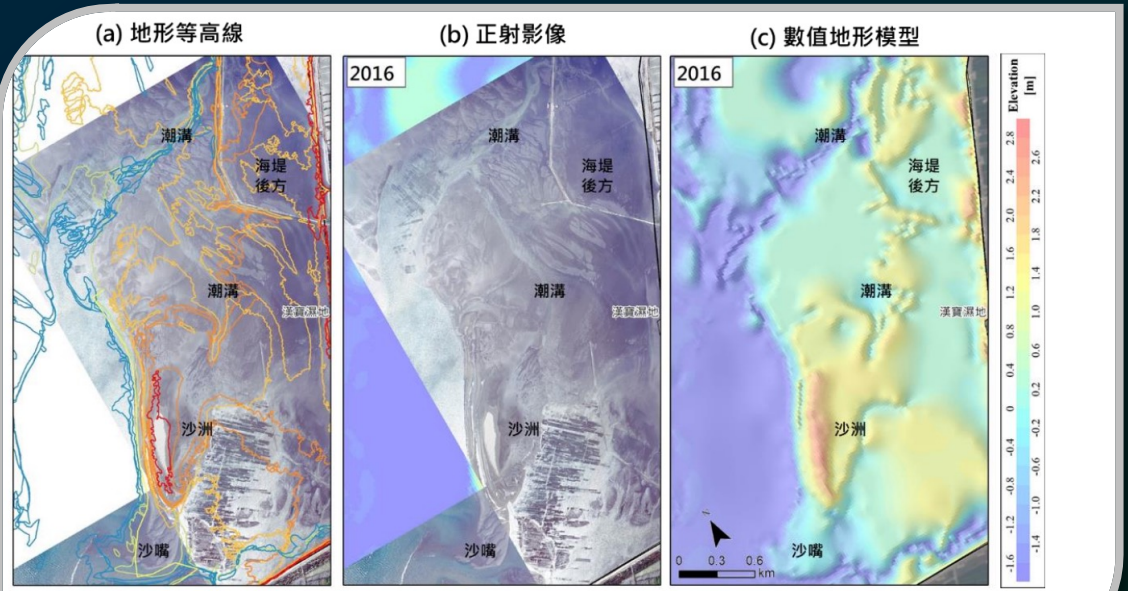 (a) 地形等高線
(b) 正射影像
(c) 數值地形模型
潮溝
海堤
後方
潮溝
漢寶濕地
沙洲
沙嘴
2016
潮溝
海堤
後方
潮溝
漢寶濕地
沙洲
沙嘴
2016
潮溝
海堤
後方
潮溝
漢寶濕地
沙洲
沙嘴
0 0.3 0.6
km
Elevation
[m]
2.8
2.6
2.4
2.2
2.0
1.8
1.6
1.4
1.2
1.0
0.8
0.6
0.4
0.2
0
-0.2
-0.4
-0.6
-0.8
-1.0
-1.2
-1.4
-1.6